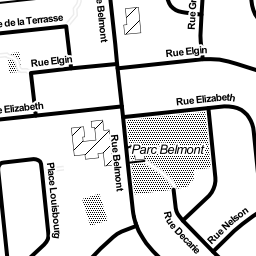 e de la Terrasse
Rue Belmont
Rue Gr
Rue Elgin
Rue Elgin
e Elizabeth
Rue Elizabeth
Rue Belmont
Parc Belmont
Place Louisbourg
Rue Decarie
Rue Nelson